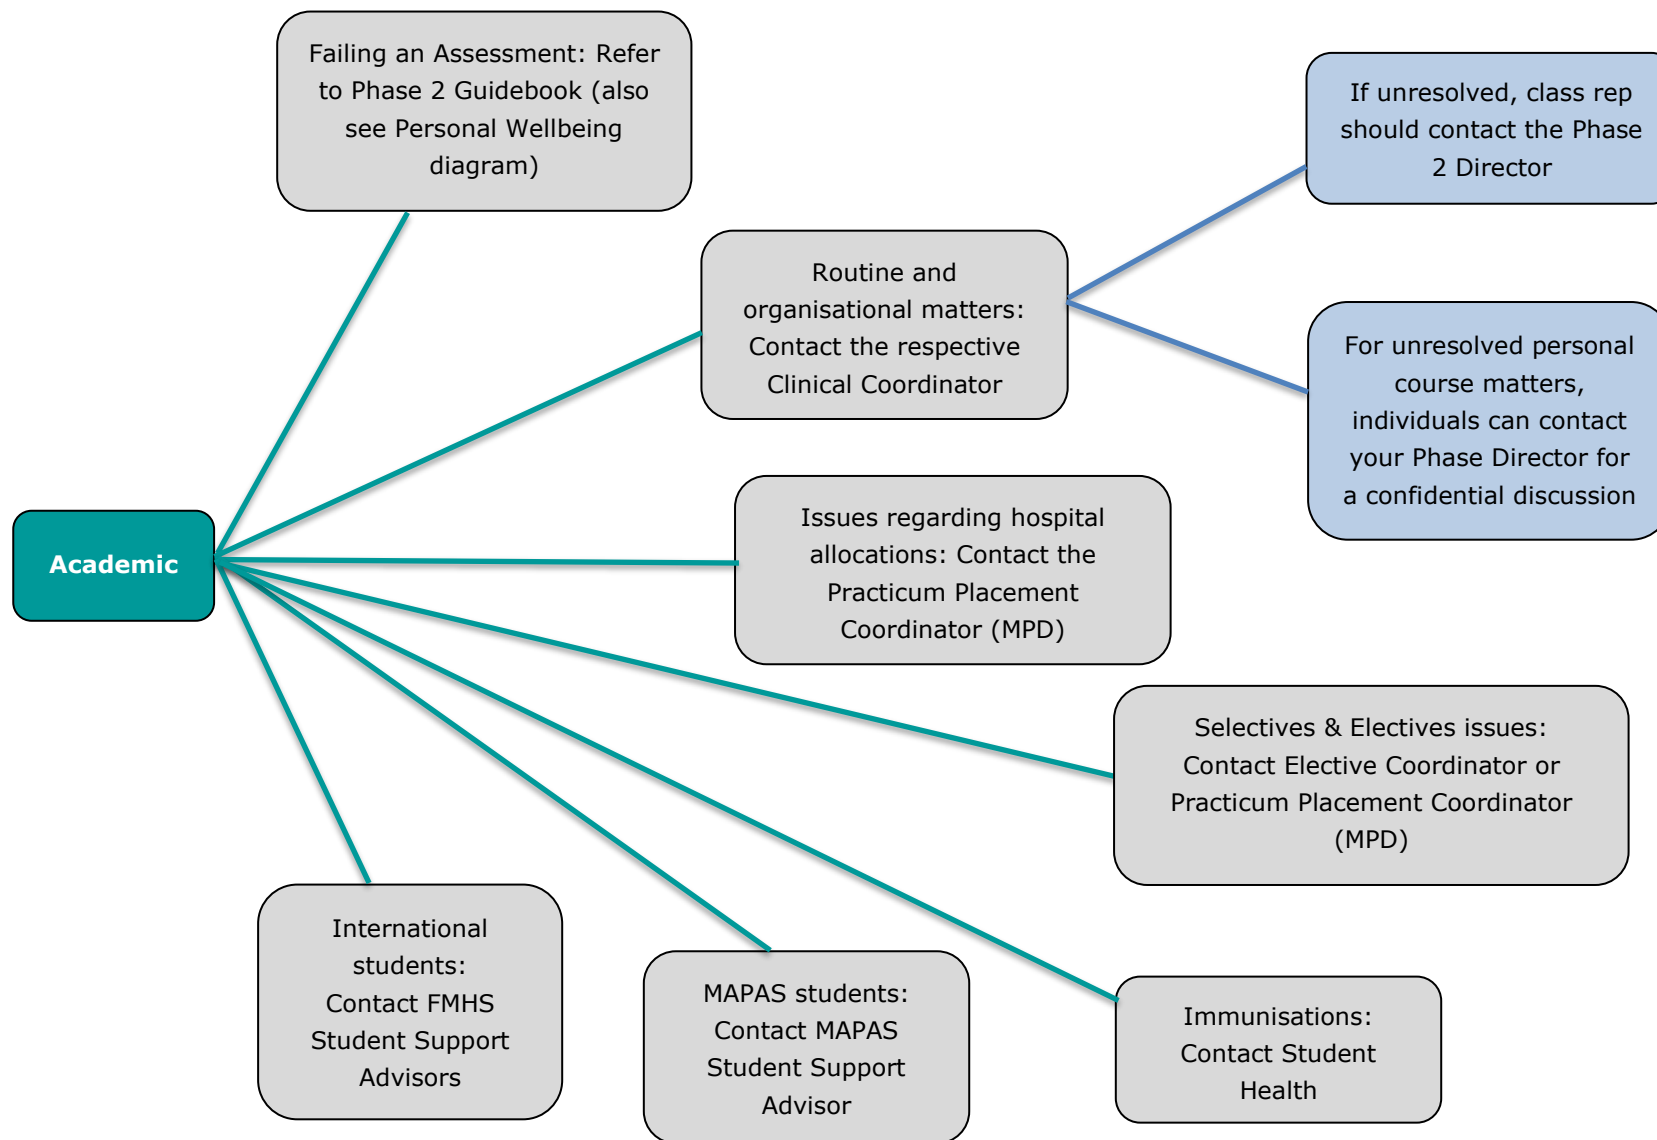 Failing an Assessment: Refer
to Phase 2 Guidebook (also
see Personal Wellbeing
diagram)
If unresolved, class rep
should contact the Phase
2 Director
Routine and
organisational matters:
Contact the respective
Clinical Coordinator
For unresolved personal
course matters,
individuals can contact
your Phase Director for
a confidential discussion
Academic
Issues regarding hospital
allocations: Contact the
Practicum Placement
Coordinator (MPD)
Selectives & Electives issues:
Contact Elective Coordinator or
Practicum Placement Coordinator
(MPD)
International
students:
Contact FMHS
Student Support
Advisors
MAPAS students:
Contact MAPAS
Student Support
Advisor
Immunisations:
Contact Student
Health